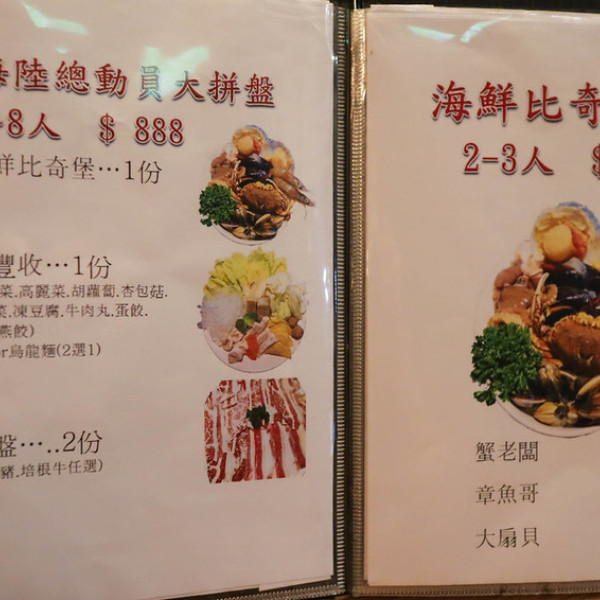 海陸總動員大拼盤
-8人 $ 888
鮮比奇堡…1份
豐收…1份
菜.高麗菜.胡蘿蔔.杏包菇.
菜.凍豆腐.牛肉丸.蛋餃.
燕餃)
or烏龍麵(2選1)
盤…..2份
豬.培根牛任選)
海鮮比奇
2-3人 $
蟹老闆
章魚哥
大扇貝